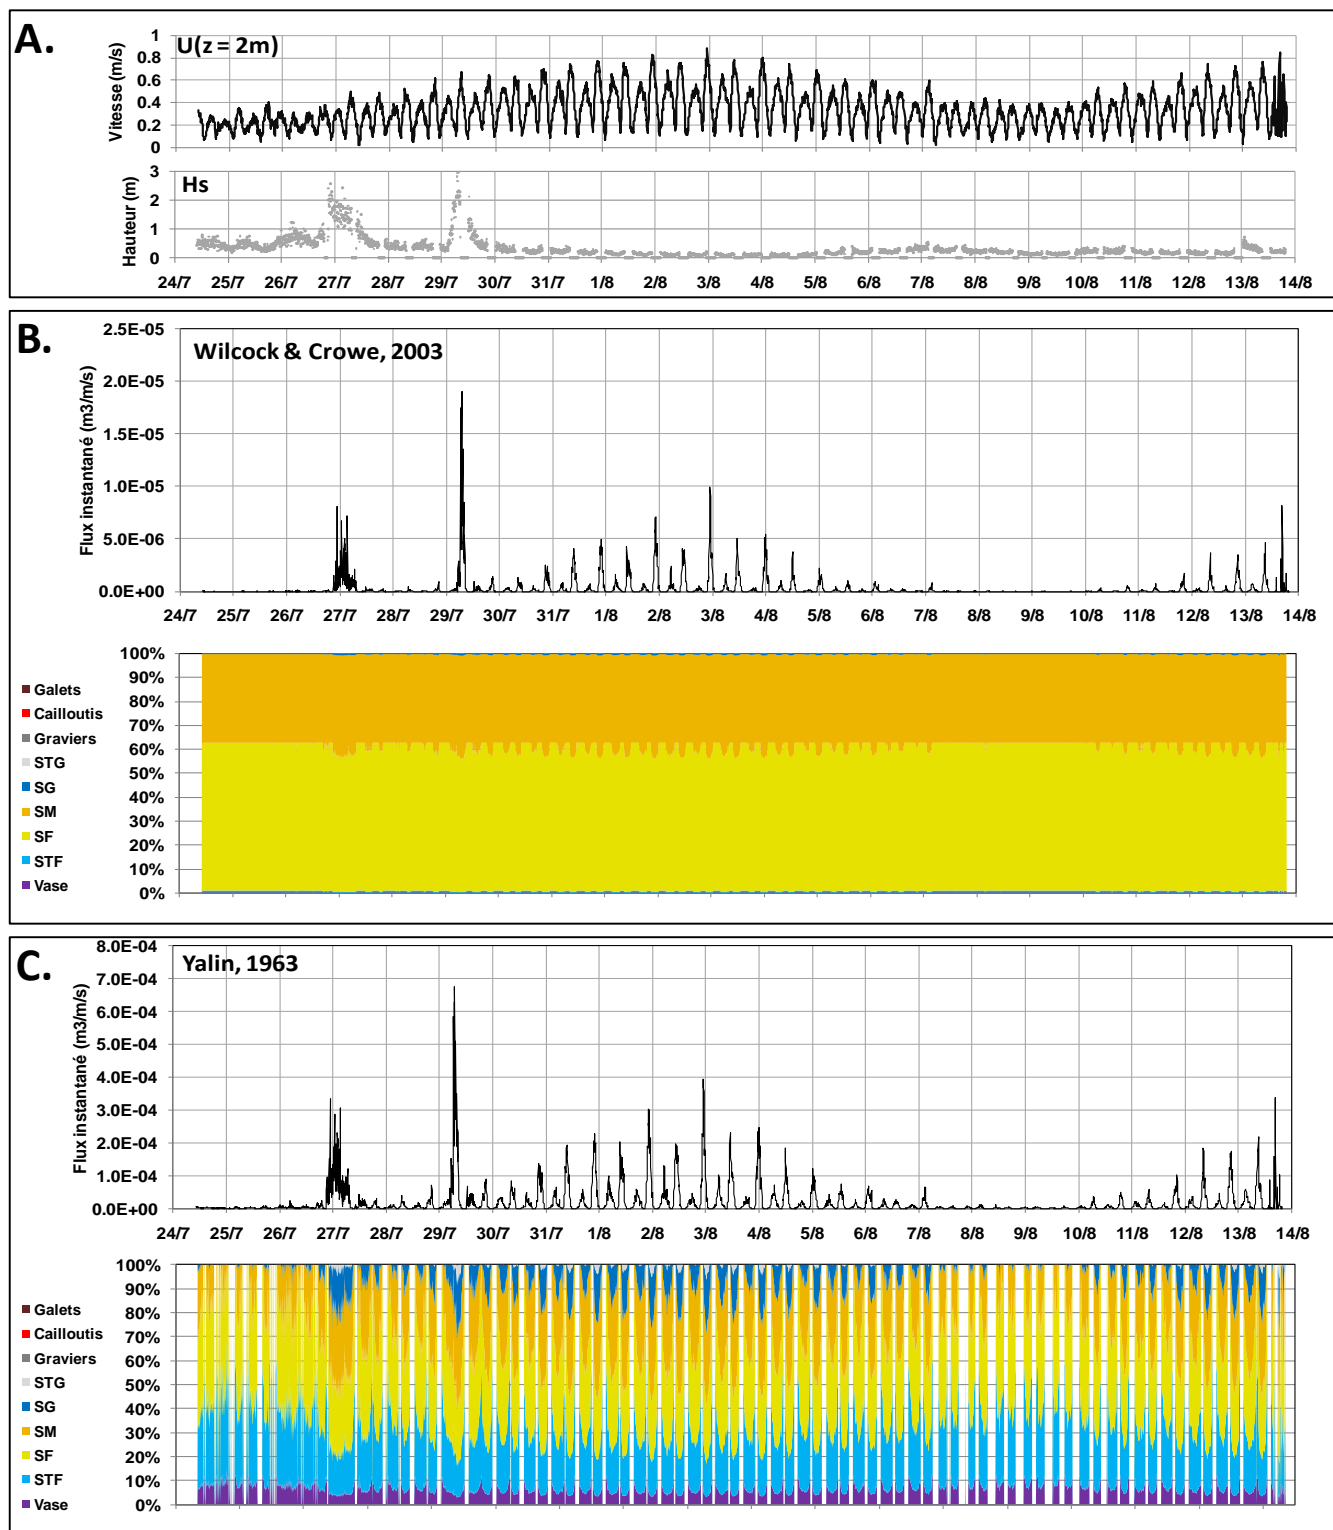 A.
U(z = 2m)
Vitesse (m/s)
1
0.8
0.6
0.4
0.2
0
Hs
Hauteur (m)
3
2
1
0
24/7 25/7 26/7 27/7 28/7 29/7 30/7 31/7 1/8 2/8 3/8 4/8 5/8 6/8 7/8 8/8 9/8 10/8 11/8 12/8 13/8 14/8
B.
Wilcock & Crowe, 2003
Flux instantané (m3/m/s)
2.5E-05
2.0E-05
1.5E-05
1.0E-05
5.0E-06
0.0E+00
24/7 25/7 26/7 27/7 28/7 29/7 30/7 31/7 1/8 2/8 3/8 4/8 5/8 6/8 7/8 8/8 9/8 10/8 11/8 12/8 13/8 14/8
100%
90%
80%
70%
60%
50%
40%
30%
20%
10%
0%
Galets
Cailloutis
Graviers
STG
SG
SM
SF
STF
Vase
C.
Yalin, 1963
Flux instantané (m3/m/s)
8.0E-04
7.0E-04
6.0E-04
5.0E-04
4.0E-04
3.0E-04
2.0E-04
1.0E-04
0.0E+00
24/7 25/7 26/7 27/7 28/7 29/7 30/7 31/7 1/8 2/8 3/8 4/8 5/8 6/8 7/8 8/8 9/8 10/8 11/8 12/8 13/8 14/8
100%
90%
80%
70%
60%
50%
40%
30%
20%
10%
0%
Galets
Cailloutis
Graviers
STG
SG
SM
SF
STF
Vase